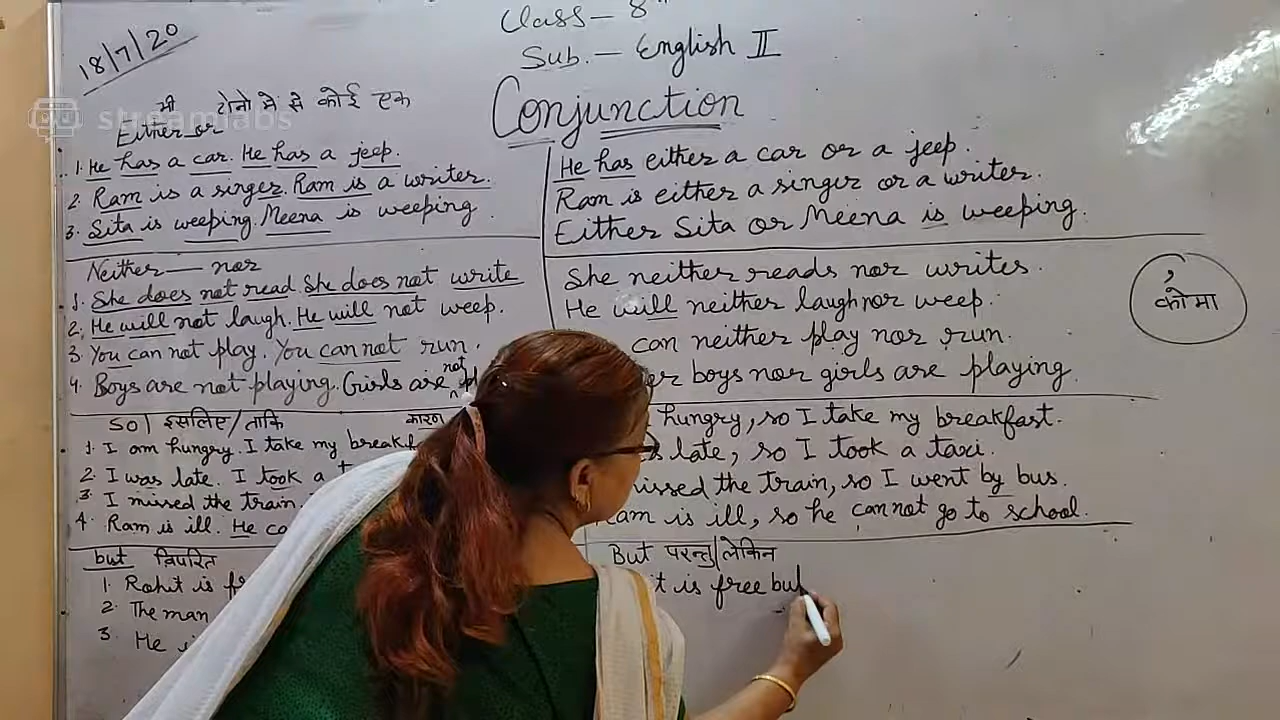 Class - 8
Sub. - English II
18/7/20
Conjunction
streamlabs
या दोनो मे से कोई एक
Either or
1. He has a car. He has a jeep.
2. Ram is a singer. Ram is a writer.
3. Sita is weeping. Meena is weeping.
He has either a car or a jeep.
Ram is either a singer or a writer.
Either Sita or Meena is weeping.
Neither — nor
1. She does not read. She does not write
2. He will not laugh. He will not weep.
3. You can not play. You can not run.
4. Boys are not playing. Girls are not
She neither reads nor writes.
He will neither laugh nor weep.
can neither play nor run.
boys nor girls are playing.
, कोमा
so | इसलिए/ताकि कारण
1. I am hungry. I take my
2. I was late. I took a
3. I missed the train.
4. Ram is ill. He
hungry, so I take my breakfast.
late, so I took a taxi.
the train, so I went by bus.
is ill, so he can not go to school.
but विपरित
1. Rohit is
2. The man
3. He
But परन्तु/लेकिन
is free but